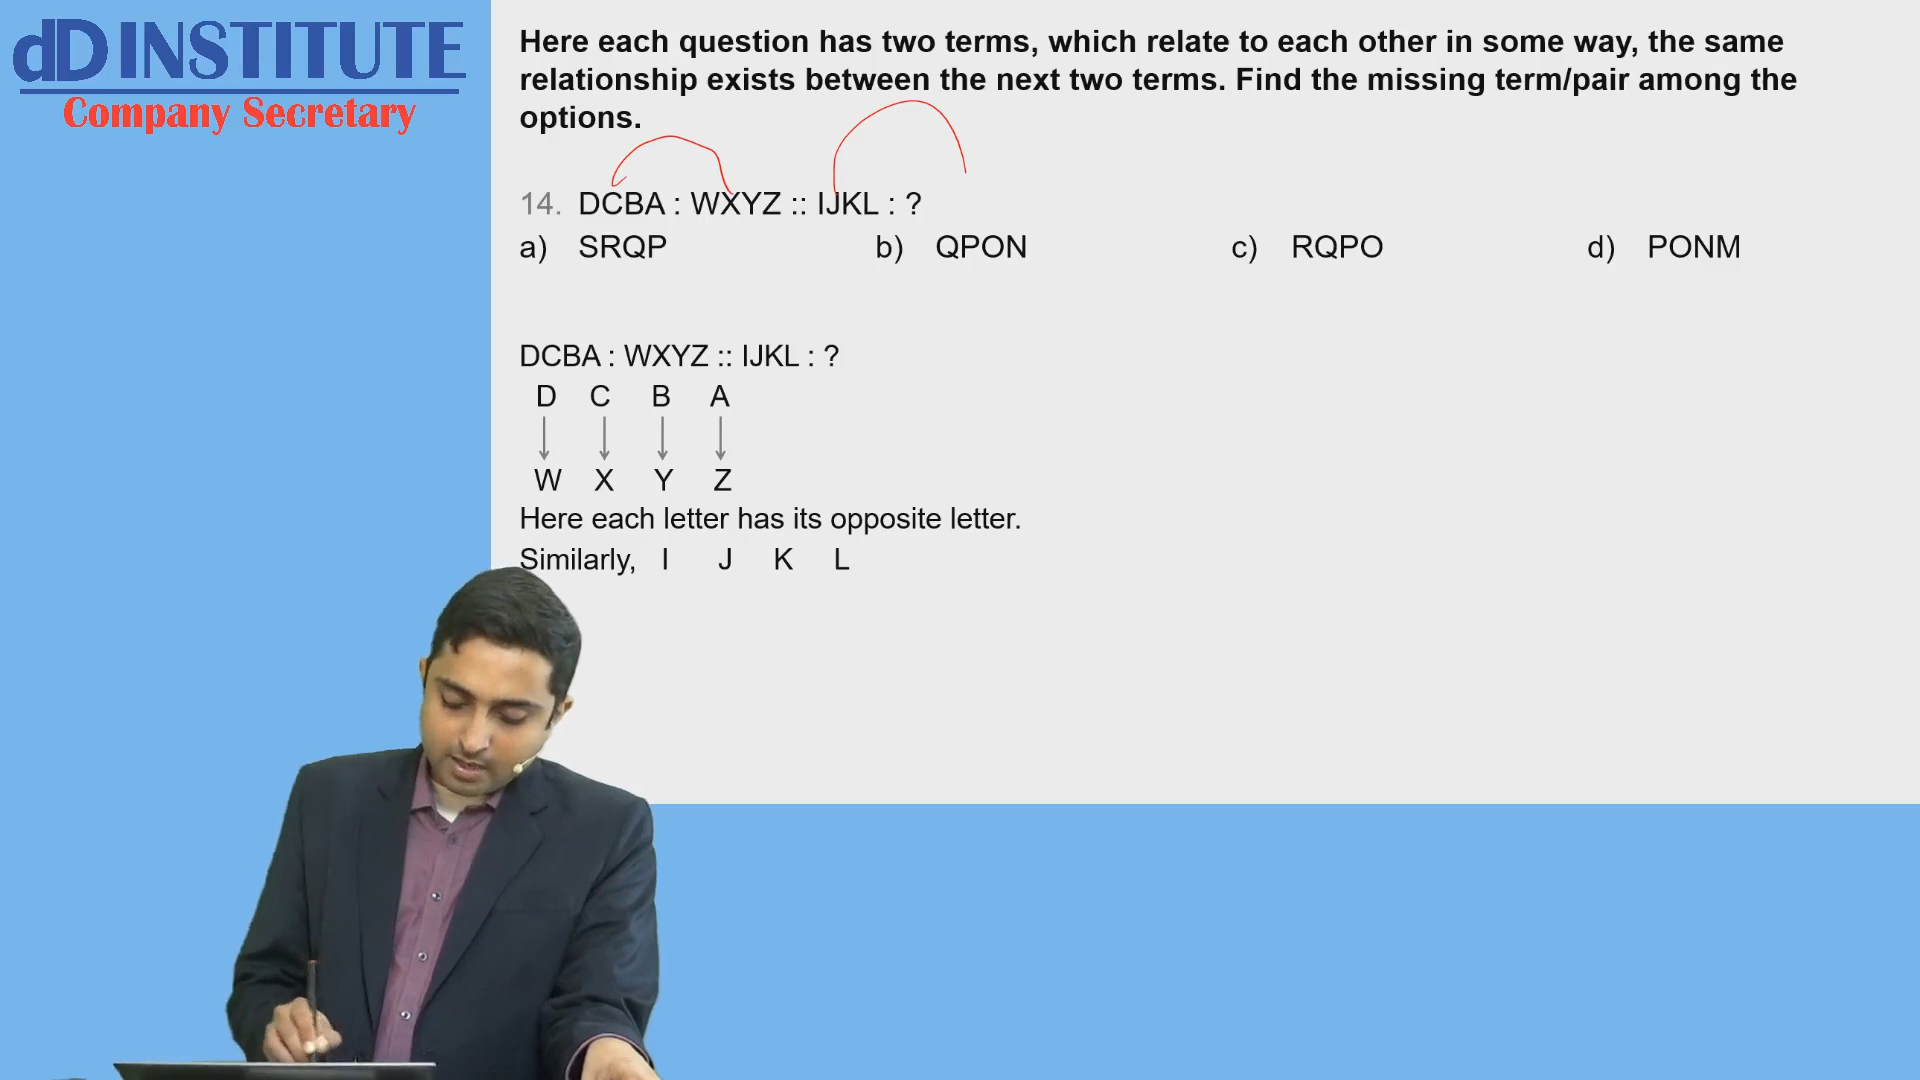 dD INSTITUTE
Company Secretary
Here each question has two terms, which relate to each other in some way, the same
relationship exists between the next two terms. Find the missing term/pair among the
options.
14. DCBA : WXYZ :: IJKL : ?
a) SRQP b) QPON c) RQPO d) PONM
DCBA : WXYZ :: IJKL : ?
D C B A
W X Y Z
Here each letter has its opposite letter.
Similarly, I J K L